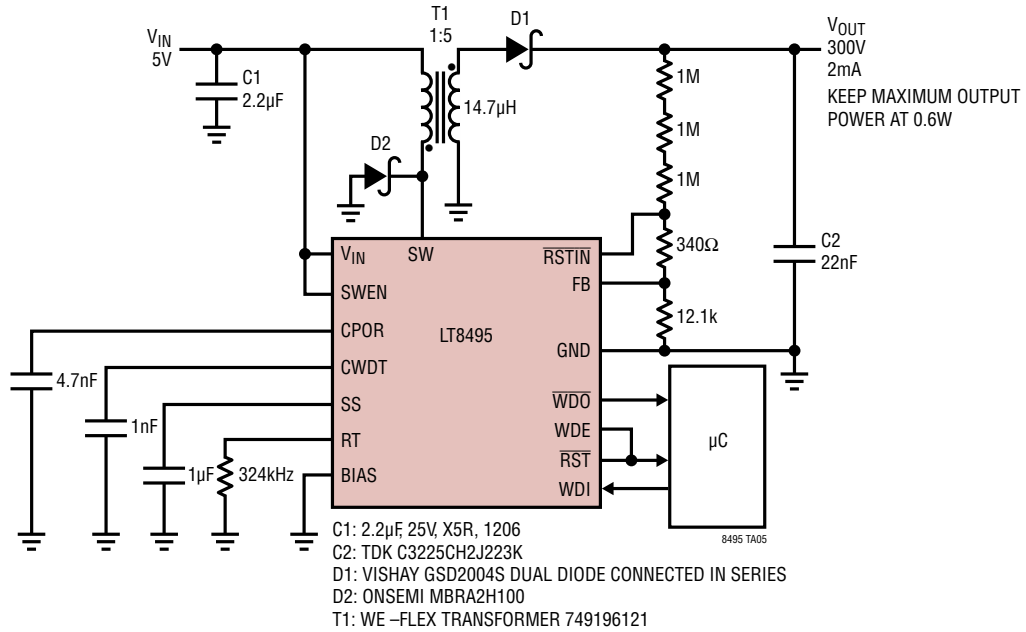 T1
1:5
D1
VIN
5V
VOUT
300V
2mA
KEEP MAXIMUM OUTPUT
POWER AT 0.6W
C1
2.2µF
14.7µH
1M
1M
1M
D2
340Ω
C2
22nF
12.1k
VIN
SW
RSTIN
SWEN
FB
CPOR
LT8495
GND
CWDT
SS
WDO
RT
WDE
BIAS
RST
WDI
µC
4.7nF
1nF
1µF
324kHz
8495 TA05
C1: 2.2µF, 25V, X5R, 1206
C2: TDK C3225CH2J223K
D1: VISHAY GSD2004S DUAL DIODE CONNECTED IN SERIES
D2: ONSEMI MBRA2H100
T1: WE –FLEX TRANSFORMER 749196121